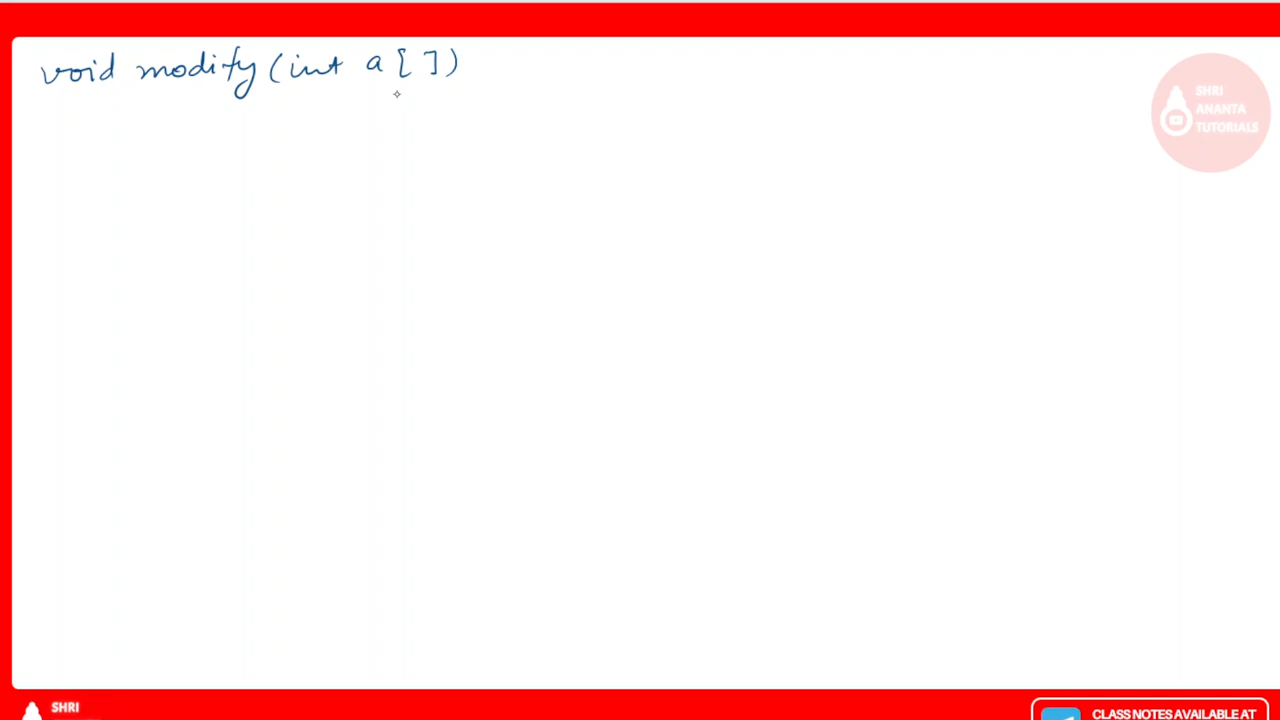 void modify (int a [ ])
SHRI
ANANTA
TUTORIALS
SHRI
CLASS NOTES AVAILABLE AT